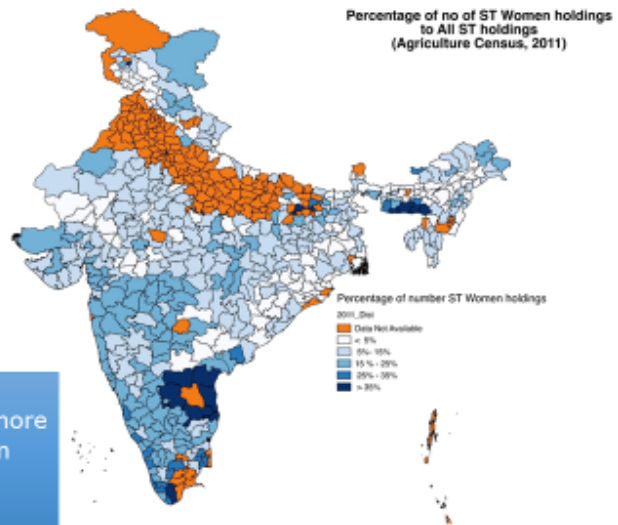 Percentage of no of ST Women holdings
to All ST holdings
(Agriculture Census, 2011)
Percentage of number ST Women holdings
2011_Dist
Data Not Available
< 5%
5%- 15%
15 % - 25%
25% - 35%
> 35%
more